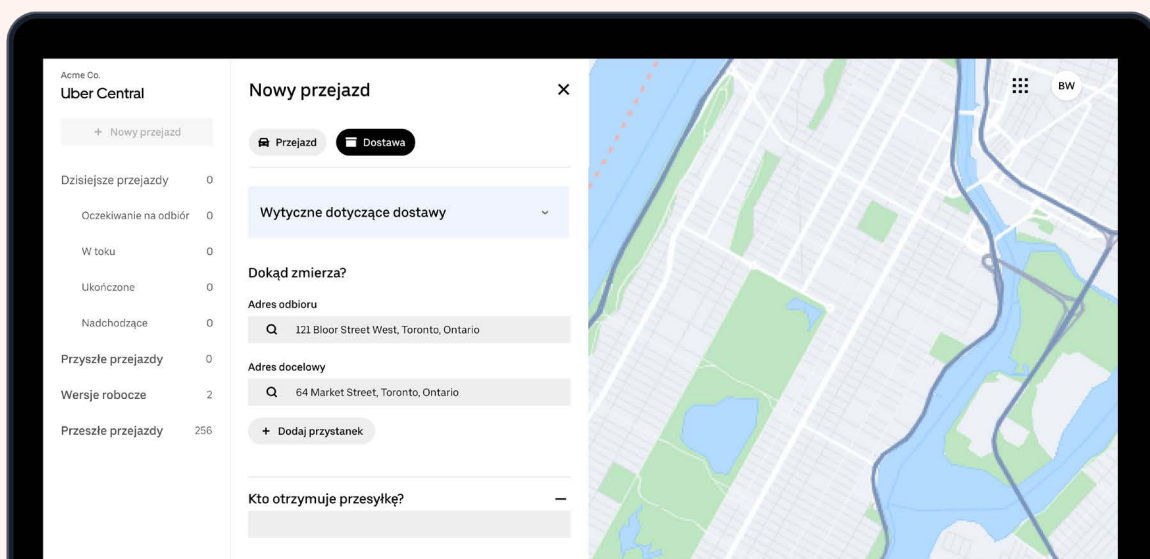 Acme Co.
Uber Central
+ Nowy przejazd
Dzisiejsze przejazdy 0
Oczekiwanie na odbiór 0
W toku 0
Ukończone 0
Nadchodzące 0
Przyszłe przejazdy 0
Wersje robocze 2
Przeszłe przejazdy 256
Nowy przejazd
Przejazd Dostawa
Wytyczne dotyczące dostawy
Dokąd zmierza?
Adres odbioru
121 Bloor Street West, Toronto, Ontario
Adres docelowy
64 Market Street, Toronto, Ontario
+ Dodaj przystanek
Kto otrzymuje przesyłkę?
BW